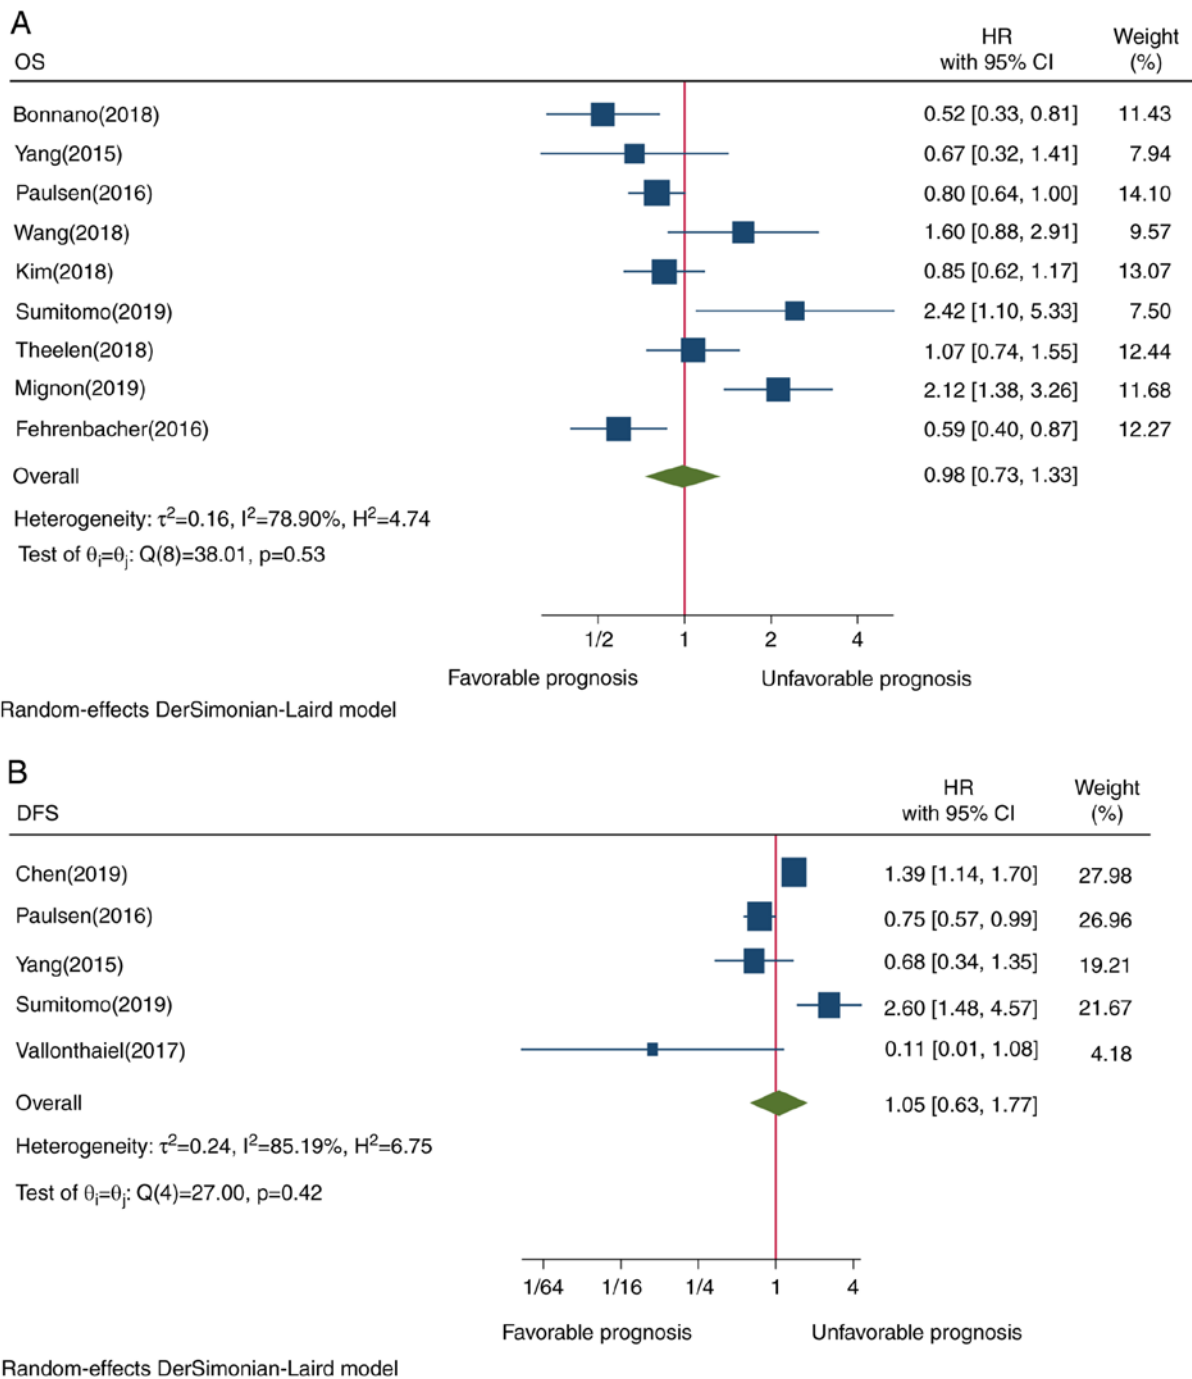 A
OS
HR
with 95% CI
Weight
(%)
Bonnano(2018) 0.52 [0.33, 0.81] 11.43
Yang(2015) 0.67 [0.32, 1.41] 7.94
Paulsen(2016) 0.80 [0.64, 1.00] 14.10
Wang(2018) 1.60 [0.88, 2.91] 9.57
Kim(2018) 0.85 [0.62, 1.17] 13.07
Sumitomo(2019) 2.42 [1.10, 5.33] 7.50
Theelen(2018) 1.07 [0.74, 1.55] 12.44
Mignon(2019) 2.12 [1.38, 3.26] 11.68
Fehrenbacher(2016) 0.59 [0.40, 0.87] 12.27
Overall 0.98 [0.73, 1.33]
Heterogeneity: τ²=0.16, I²=78.90%, H²=4.74
Test of θi=θj: Q(8)=38.01, p=0.53
1/2 1 2 4
Favorable prognosis Unfavorable prognosis
Random-effects DerSimonian-Laird model
B
DFS
HR
with 95% CI
Weight
(%)
Chen(2019) 1.39 [1.14, 1.70] 27.98
Paulsen(2016) 0.75 [0.57, 0.99] 26.96
Yang(2015) 0.68 [0.34, 1.35] 19.21
Sumitomo(2019) 2.60 [1.48, 4.57] 21.67
Vallonthaiel(2017) 0.11 [0.01, 1.08] 4.18
Overall 1.05 [0.63, 1.77]
Heterogeneity: τ²=0.24, I²=85.19%, H²=6.75
Test of θi=θj: Q(4)=27.00, p=0.42
1/64 1/16 1/4 1 4
Favorable prognosis Unfavorable prognosis
Random-effects DerSimonian-Laird model